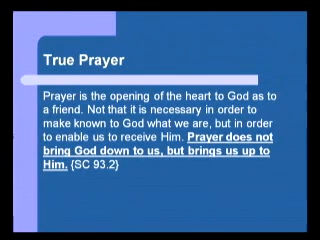 True Prayer
Prayer is the opening of the heart to God as to
a friend. Not that it is necessary in order to
make known to God what we are, but in order
to enable us to receive Him. Prayer does not
bring God down to us, but brings us up to
Him. {SC 93.2}